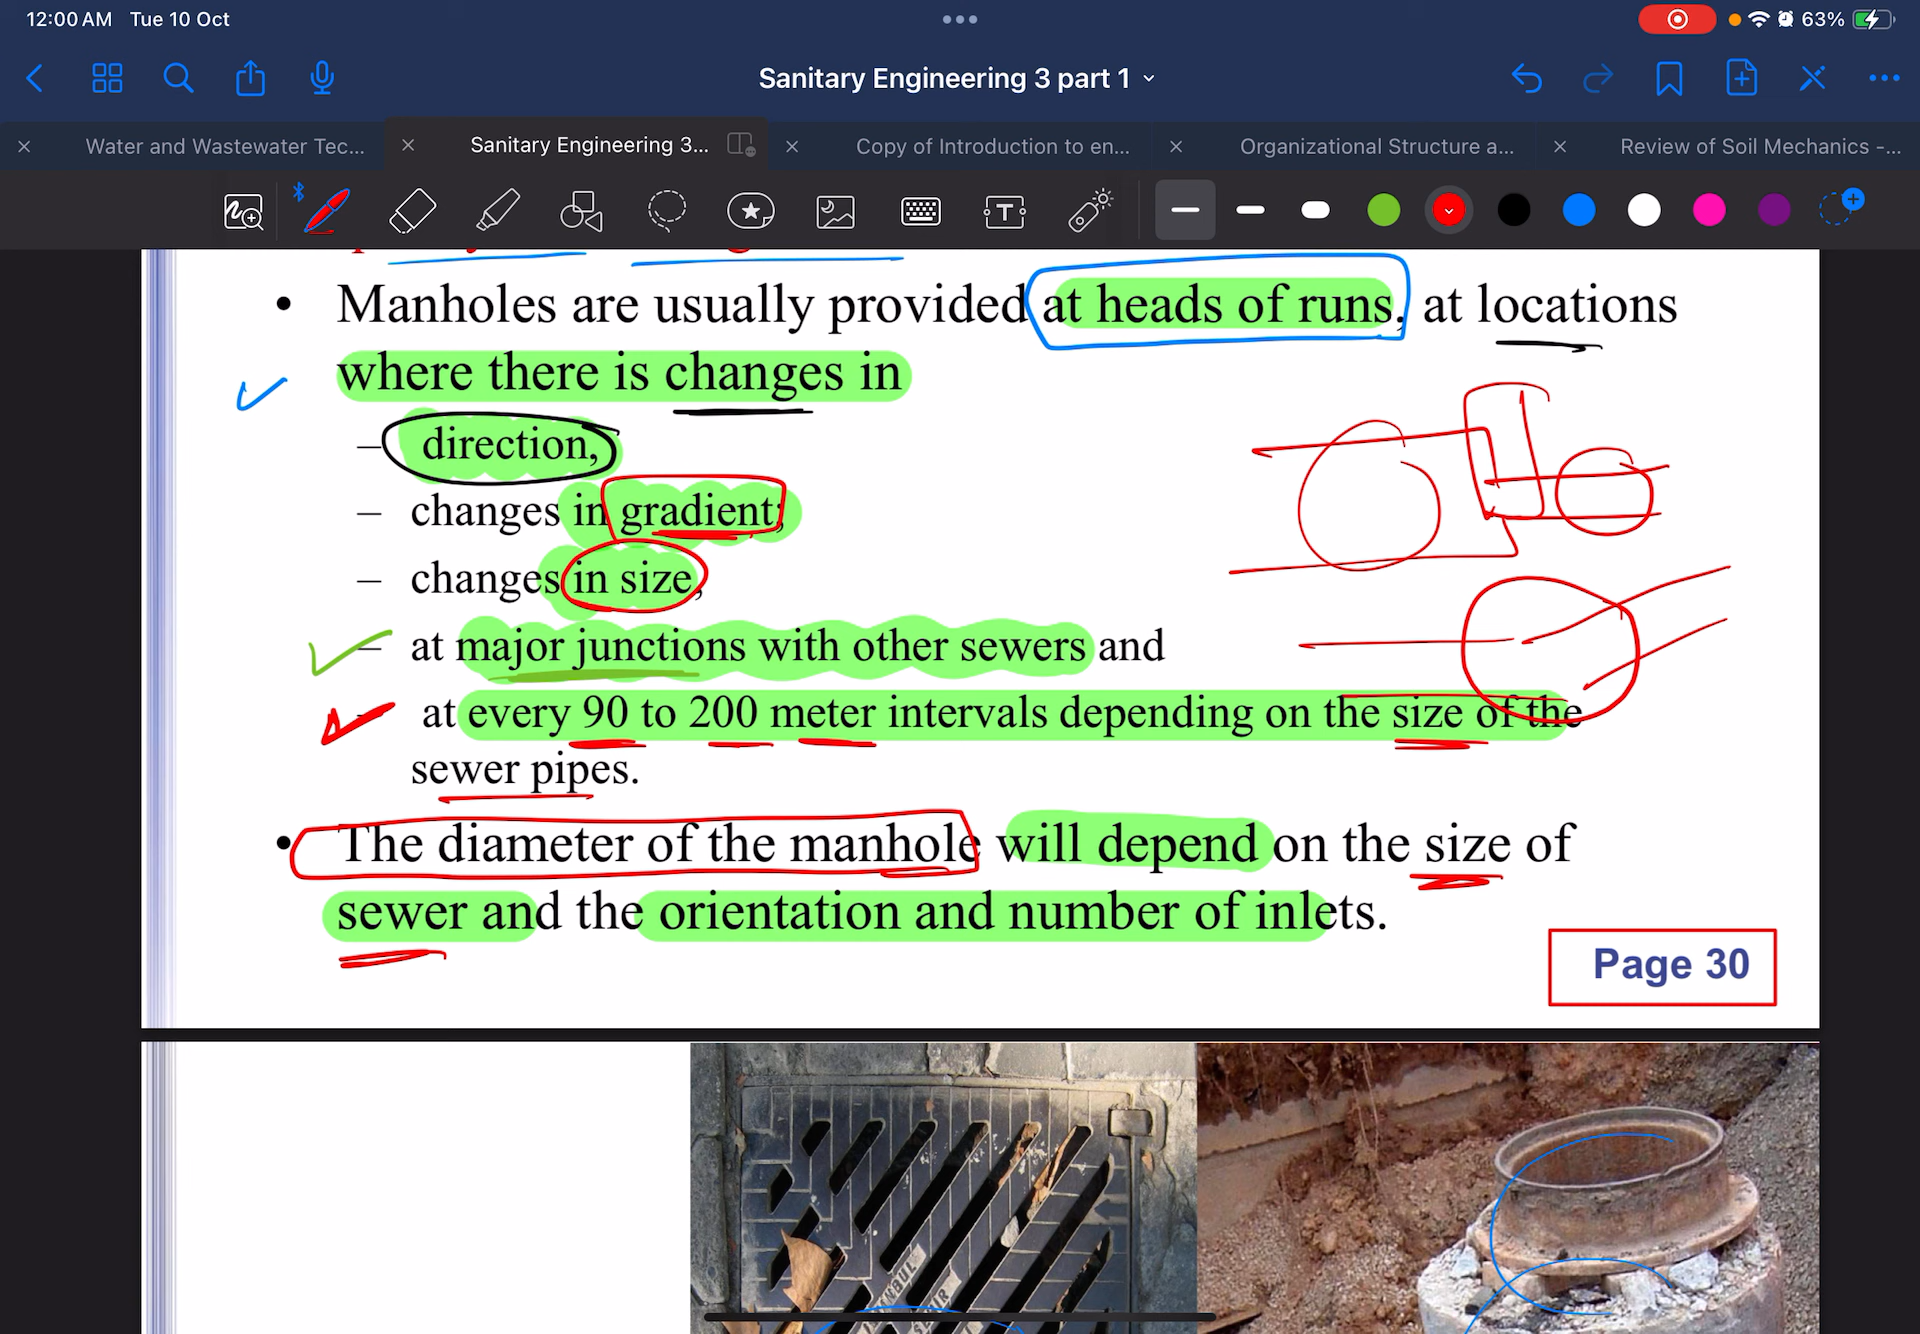 12:00 AM Tue 10 Oct
63%
Sanitary Engineering 3 part 1
Water and Wastewater Tec...
Sanitary Engineering 3...
Copy of Introduction to en...
Organizational Structure a...
Review of Soil Mechanics -...
• Manholes are usually provided at heads of runs, at locations
where there is changes in
– direction,
– changes in gradient;
– changes in size,
– at major junctions with other sewers and
– at every 90 to 200 meter intervals depending on the size of the
sewer pipes.
• The diameter of the manhole will depend on the size of
sewer and the orientation and number of inlets.
Page 30